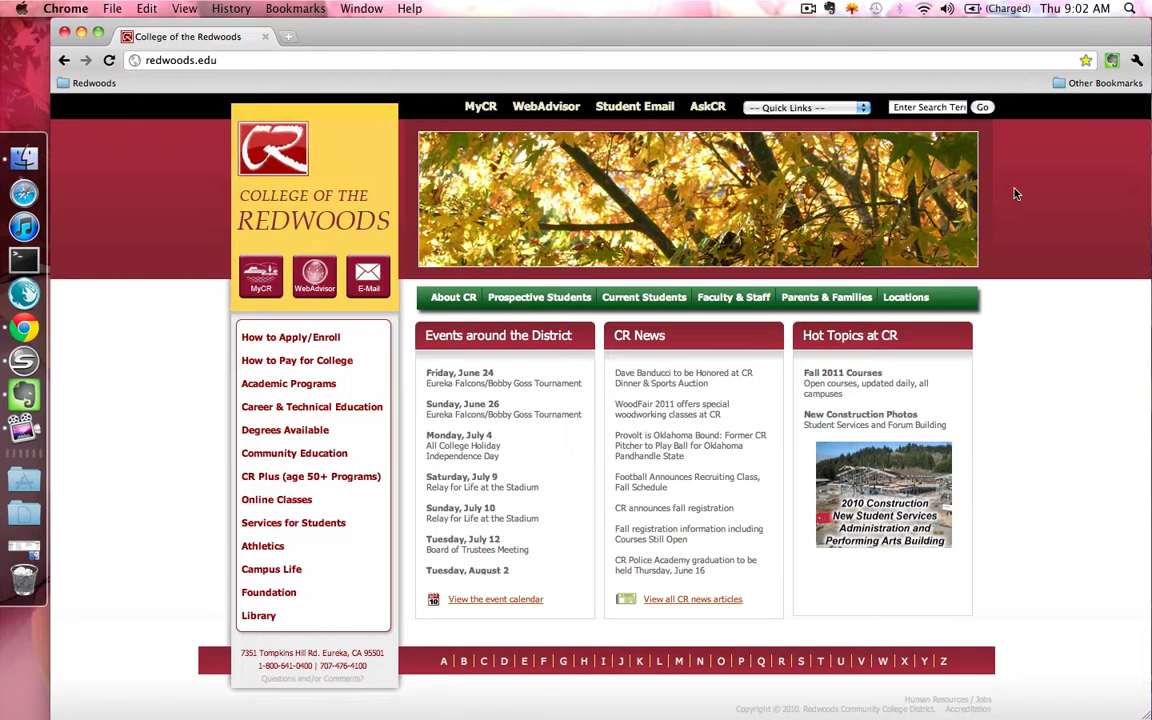 Chrome File Edit View History Bookmarks Window Help (Charged) Thu 9:02 AM
College of the Redwoods
redwoods.edu
Redwoods Other Bookmarks
MyCR WebAdvisor Student Email AskCR -- Quick Links -- Enter Search Terr Go
CR
COLLEGE OF THE
REDWOODS
MyCR WebAdvisor E-Mail
About CR Prospective Students Current Students Faculty & Staff Parents & Families Locations
How to Apply/Enroll
How to Pay for College
Academic Programs
Career & Technical Education
Degrees Available
Community Education
CR Plus (age 50+ Programs)
Online Classes
Services for Students
Athletics
Campus Life
Foundation
Library
7351 Tompkins Hill Rd. Eureka, CA 95501
1-800-641-0400 | 707-476-4100
Questions and/or Comments?
Events around the District
Friday, June 24
Eureka Falcons/Bobby Goss Tournament
Sunday, June 26
Eureka Falcons/Bobby Goss Tournament
Monday, July 4
All College Holiday
Independence Day
Saturday, July 9
Relay for Life at the Stadium
Sunday, July 10
Relay for Life at the Stadium
Tuesday, July 12
Board of Trustees Meeting
Tuesday, August 2
10 View the event calendar
CR News
Dave Banducci to be Honored at CR
Dinner & Sports Auction
WoodFair 2011 offers special
woodworking classes at CR
Provolt is Oklahoma Bound: Former CR
Pitcher to Play Ball for Oklahoma
Panhandle State
Football Announces Recruiting Class,
Fall Schedule
CR announces fall registration
Fall registration information including
Courses Still Open
CR Police Academy graduation to be
held Thursday, June 16
View all CR news articles
Hot Topics at CR
Fall 2011 Courses
Open courses, updated daily, all
campuses
New Construction Photos
Student Services and Forum Building
2010 Construction
New Student Services
Administration and
Performing Arts Building
A B C D E F G H I J K L M N O P Q R S T U V W X Y Z
Human Resources / Jobs
Copyright © 2010. Redwoods Community College District. Accreditation